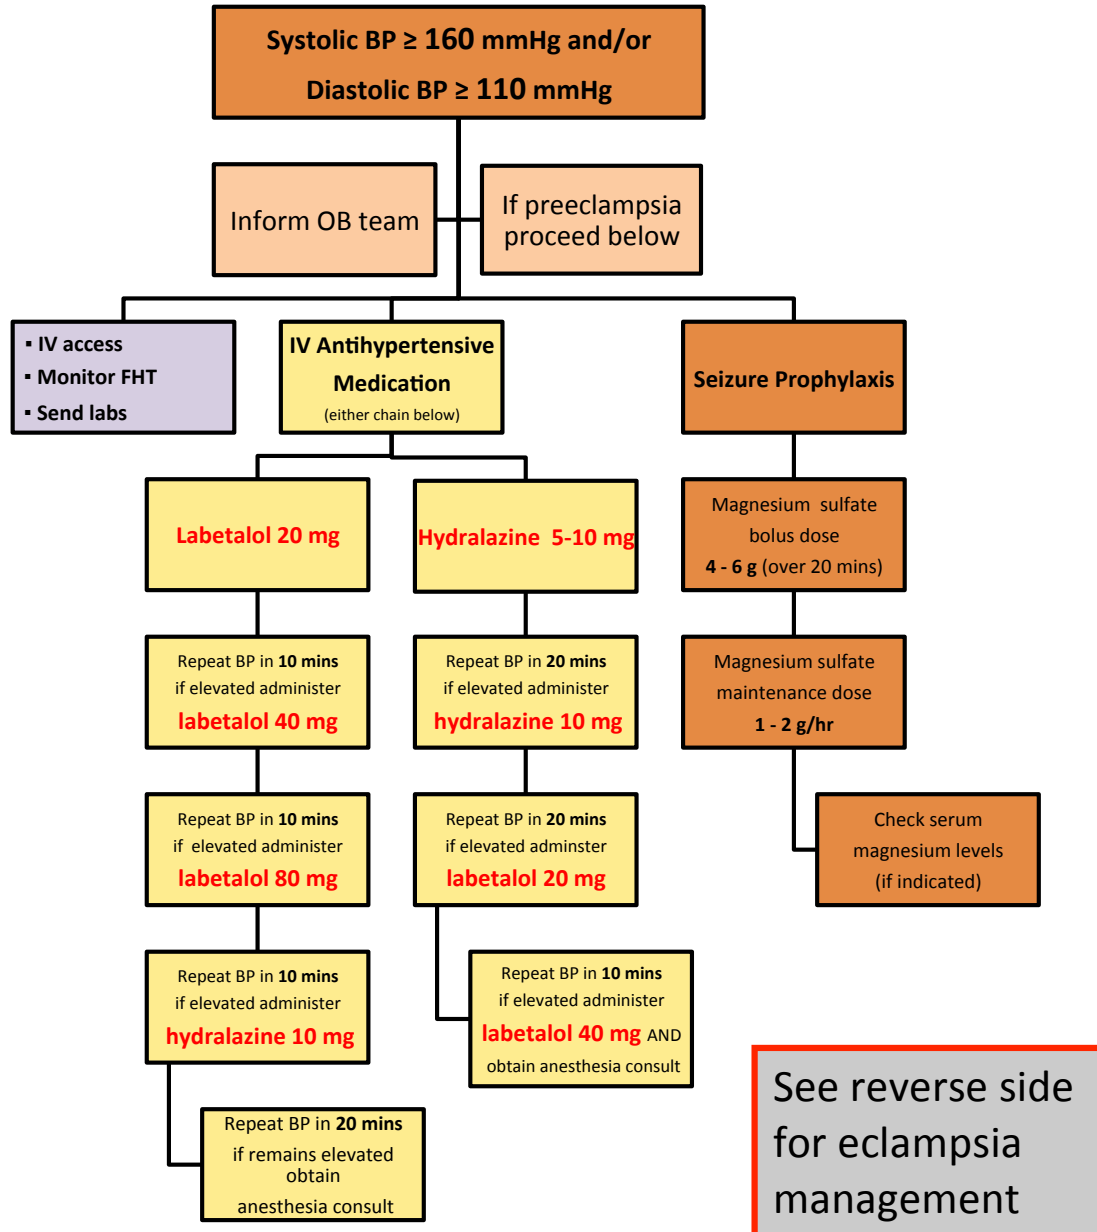 Systolic BP ≥ 160 mmHg and/or
Diastolic BP ≥ 110 mmHg
Inform OB team
If preeclampsia
proceed below
▪ IV access
▪ Monitor FHT
▪ Send labs
IV Antihypertensive
Medication
(either chain below)
Seizure Prophylaxis
Labetalol 20 mg
Hydralazine 5-10 mg
Magnesium sulfate
bolus dose
4 - 6 g (over 20 mins)
Repeat BP in 10 mins
if elevated administer
labetalol 40 mg
Repeat BP in 20 mins
if elevated administer
hydralazine 10 mg
Magnesium sulfate
maintenance dose
1 - 2 g/hr
Repeat BP in 10 mins
if elevated administer
labetalol 80 mg
Repeat BP in 20 mins
if elevated administer
labetalol 20 mg
Check serum
magnesium levels
(if indicated)
Repeat BP in 10 mins
if elevated administer
hydralazine 10 mg
Repeat BP in 10 mins
if elevated administer
labetalol 40 mg AND
obtain anesthesia consult
Repeat BP in 20 mins
if remains elevated
obtain
anesthesia consult
See reverse side
for eclampsia
management